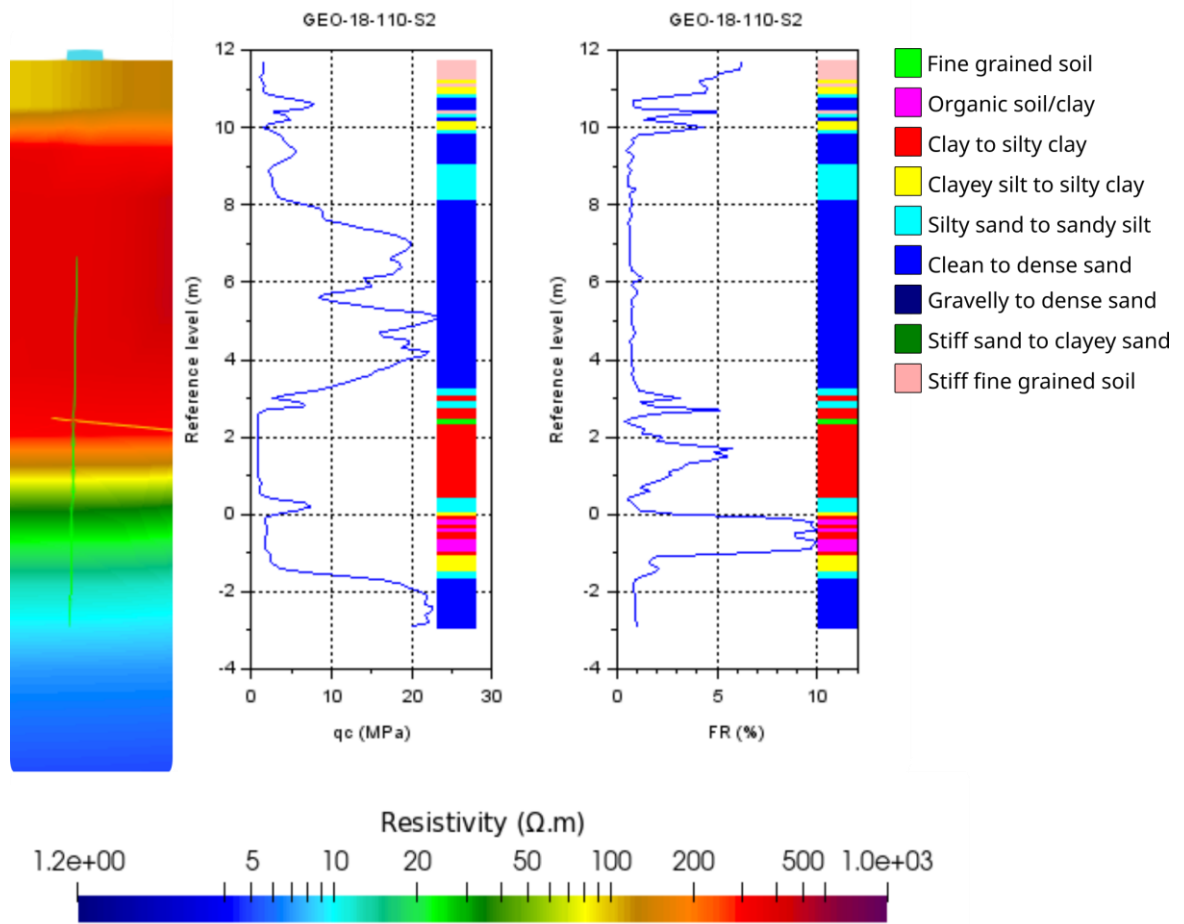 GEO-18-110-S2
12
10
8
6
4
2
0
-2
-4
Reference level (m)
0 10 20 30
qc (MPa)
GEO-18-110-S2
12
10
8
6
4
2
0
-2
-4
Reference level (m)
0 5 10
FR (%)
Fine grained soil
Organic soil/clay
Clay to silty clay
Clayey silt to silty clay
Silty sand to sandy silt
Clean to dense sand
Gravelly to dense sand
Stiff sand to clayey sand
Stiff fine grained soil
Resistivity (Ω.m)
1.2e+00 5 10 20 50 100 200 500 1.0e+03